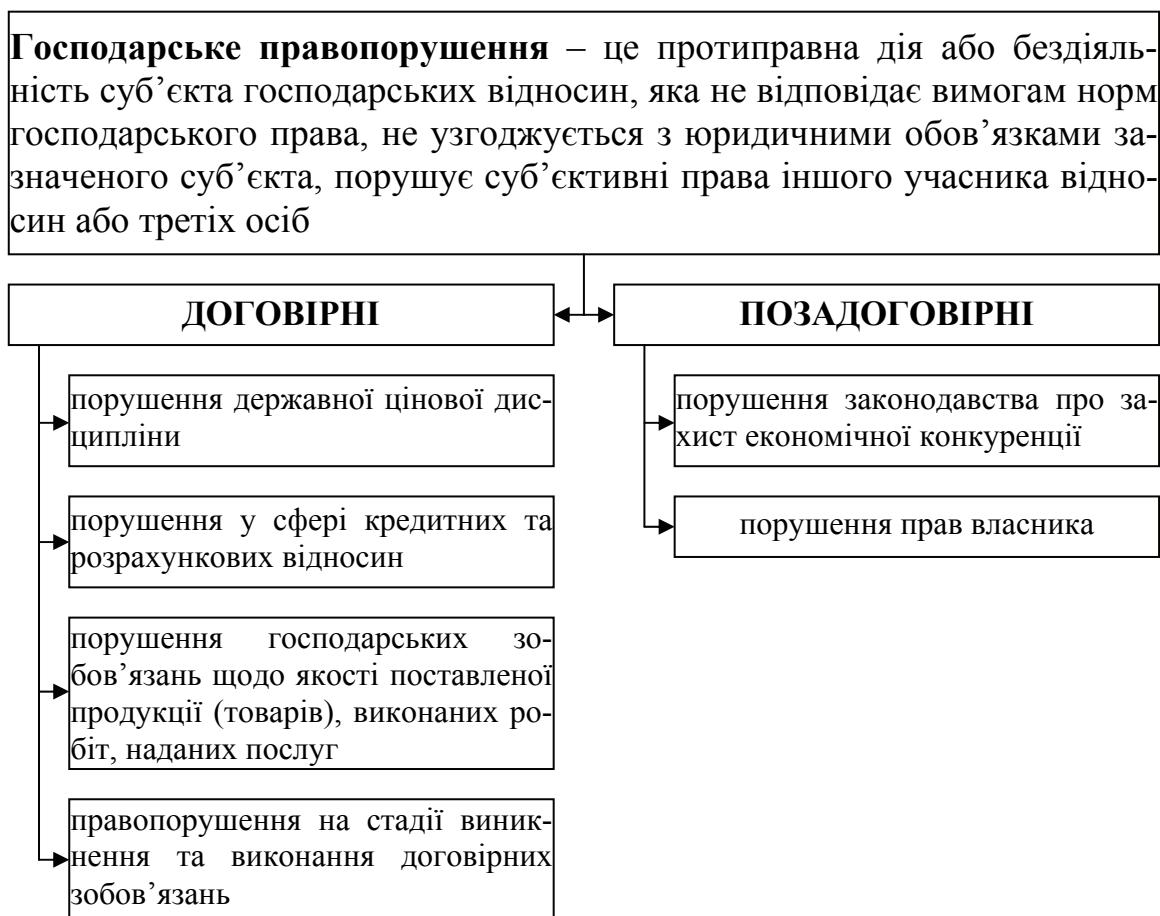 Господарське правопорушення – це протиправна дія або бездіяль-
ність суб’єкта господарських відносин, яка не відповідає вимогам норм
господарського права, не узгоджується з юридичними обов’язками за-
значеного суб’єкта, порушує суб’єктивні права іншого учасника відно-
син або третіх осіб
ДОГОВІРНІ
порушення державної цінової дис-
ципліни
порушення у сфері кредитних та
розрахункових відносин
порушення господарських зо-
бов’язань щодо якості поставленої
продукції (товарів), виконаних ро-
біт, наданих послуг
правопорушення на стадії виник-
нення та виконання договірних
зобов’язань
ПОЗАДОГОВІРНІ
порушення законодавства про за-
хист економічної конкуренції
порушення прав власника